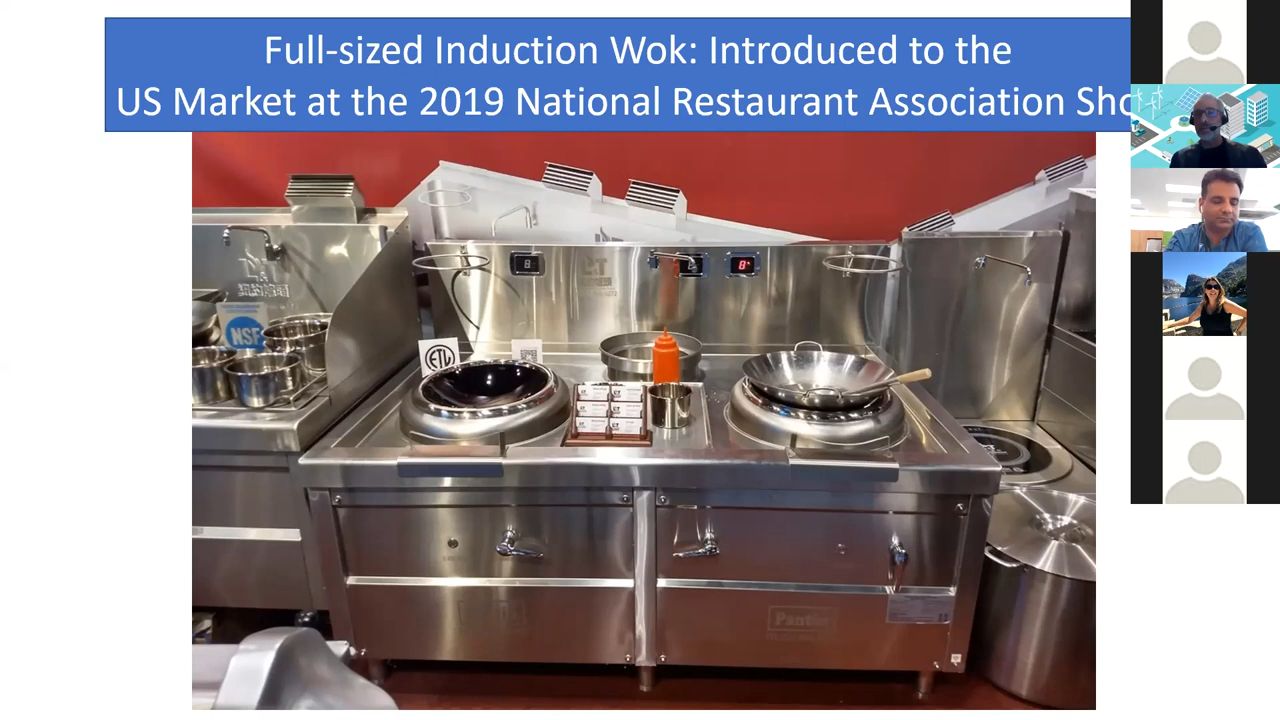 Full-sized Induction Wok: Introduced to the
US Market at the 2019 National Restaurant Association Sho
NSF
ETL